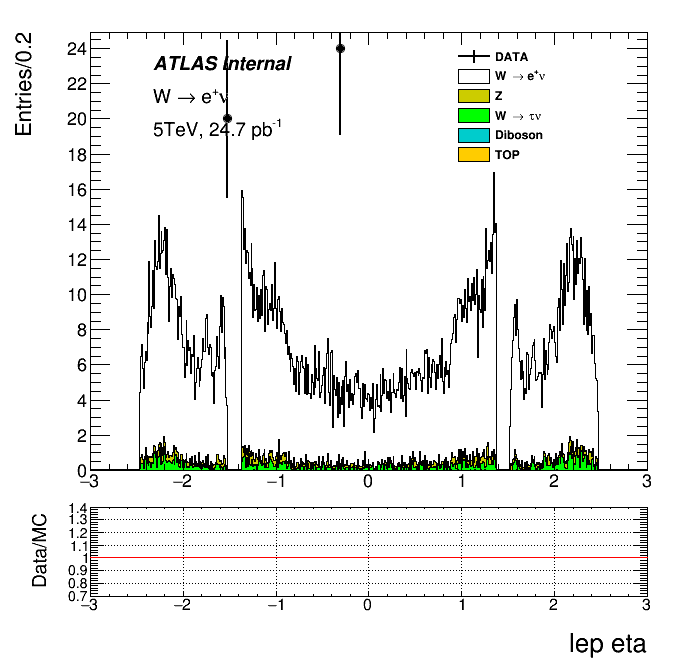 Entries/0.2
24
22
20
18
16
14
12
10
8
6
4
2
0
ATLAS Internal
W → e⁺ν
5TeV, 24.7 pb⁻¹
DATA
W → e⁺ν
Z
W → τν
Diboson
TOP
−3 −2 −1 0 1 2 3
Data/MC
1.4
1.3
1.2
1.1
1
0.9
0.8
0.7
−3 −2 −1 0 1 2 3
lep eta